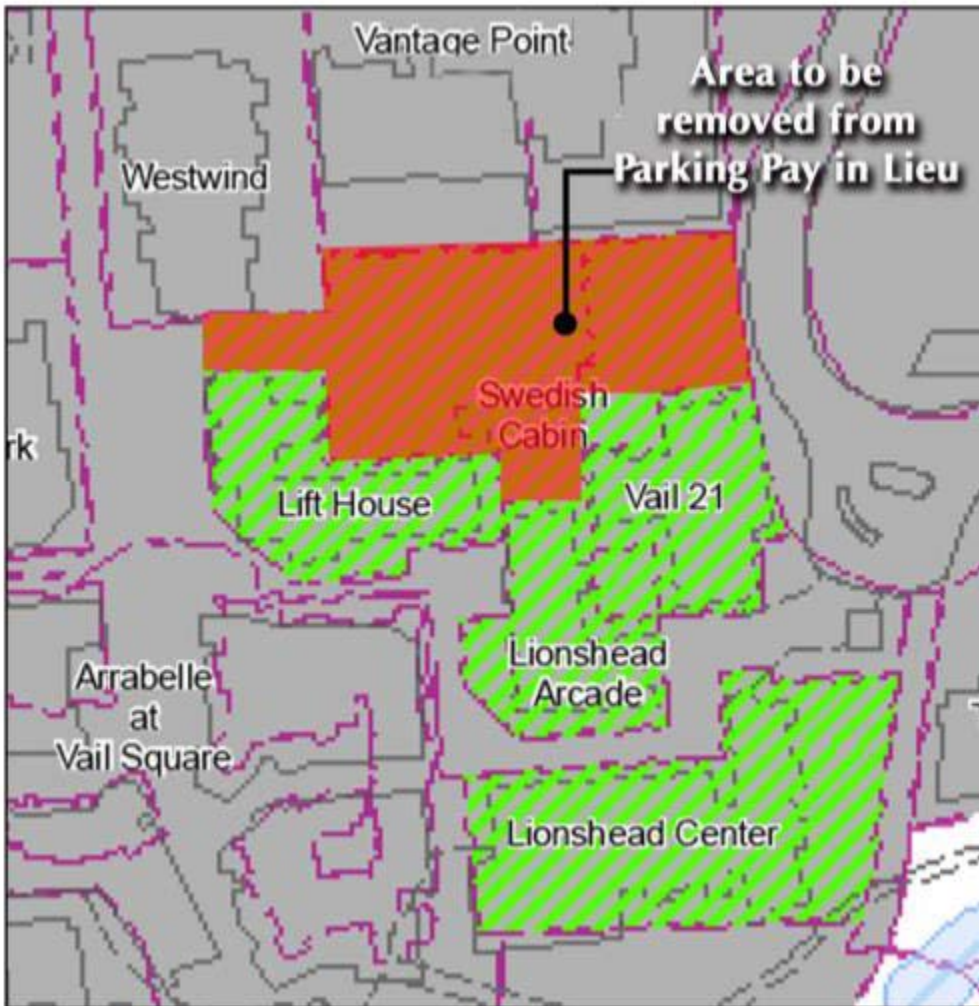 Vantage Point
Area to be
removed from
Parking Pay in Lieu
Westwind
Swedish
Cabin
rk
Lift House
Vail 21
Lionshead
Arcade
Arrabelle
at
Vail Square
Lionshead Center